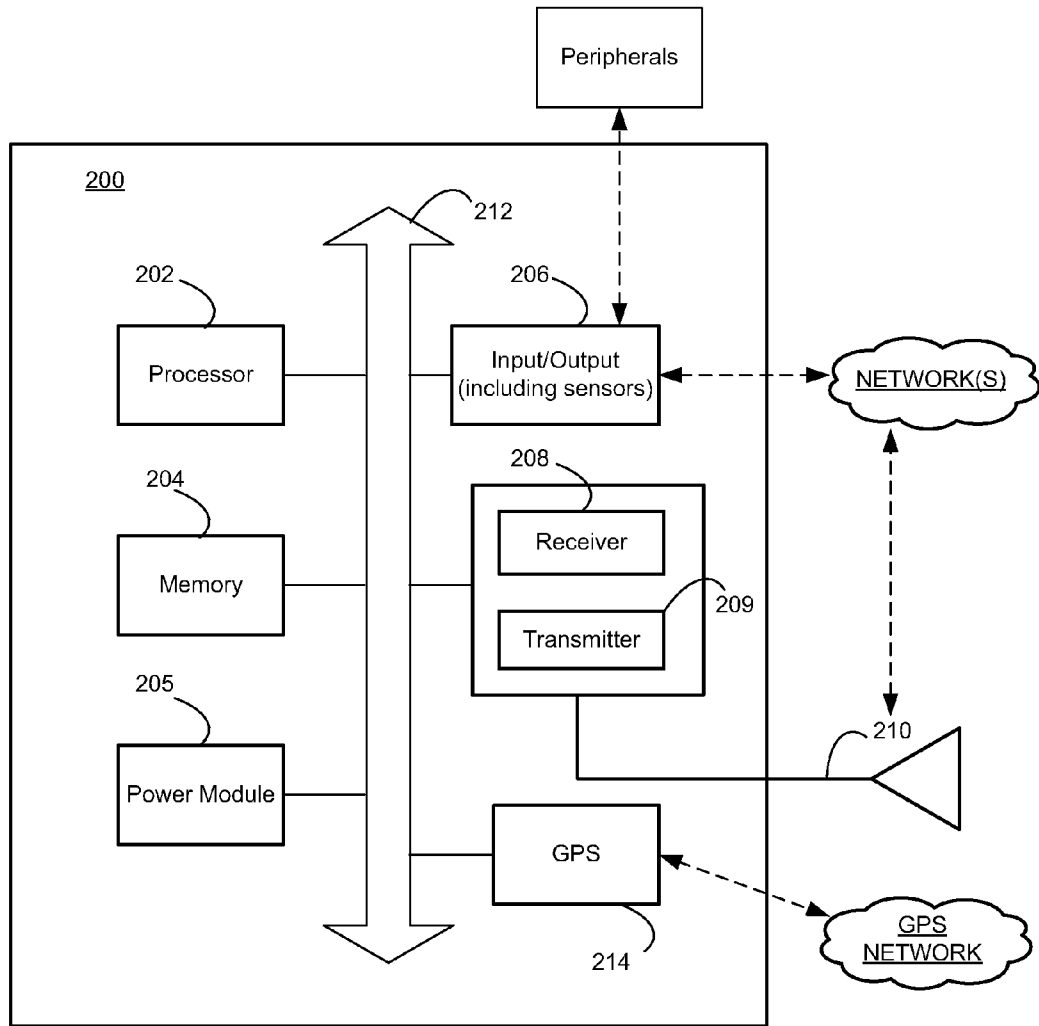 Peripherals
200
212
202
206
Processor
Input/Output
(including sensors)
NETWORK(S)
204
208
Memory
Receiver
209
Transmitter
205
210
Power Module
GPS
214
GPS
NETWORK